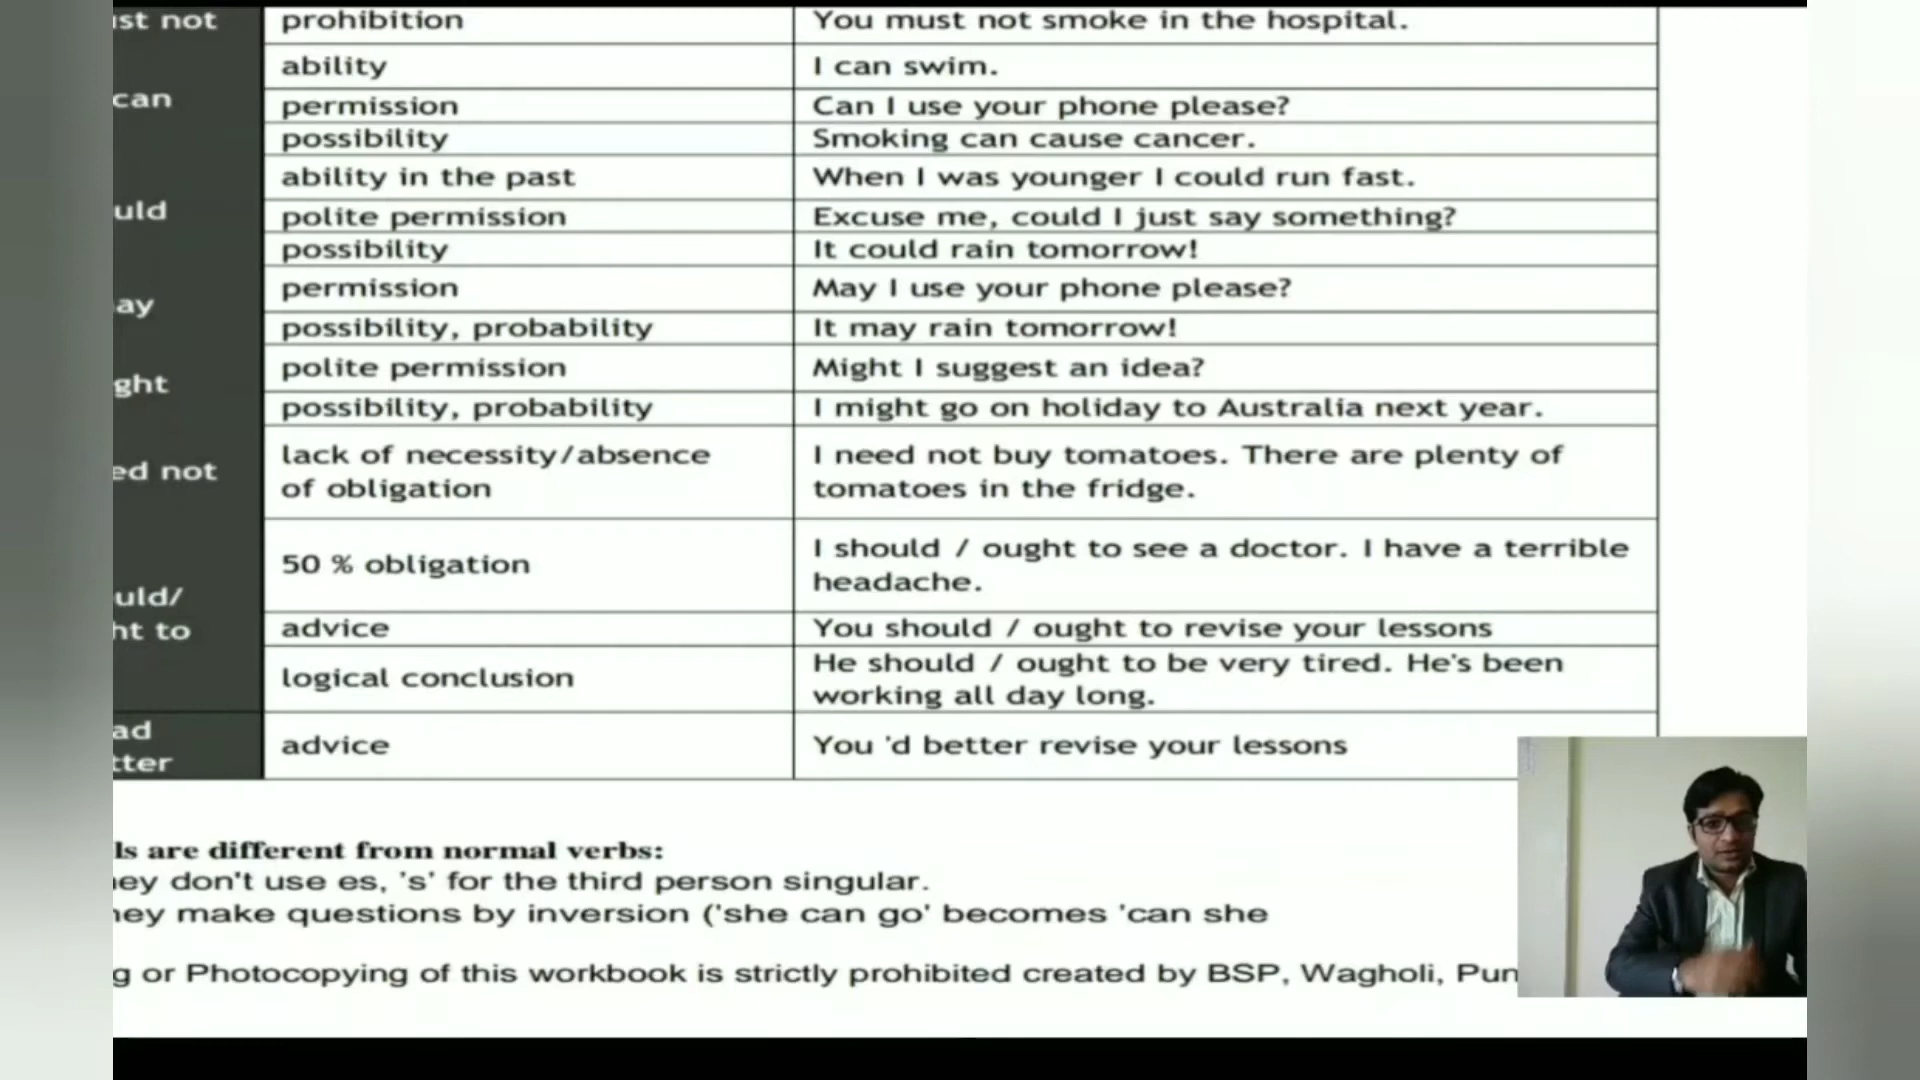 ust not prohibition You must not smoke in the hospital.
ability I can swim.
can
permission Can I use your phone please?
possibility Smoking can cause cancer.
ability in the past When I was younger I could run fast.
uld
polite permission Excuse me, could I just say something?
possibility It could rain tomorrow!
permission May I use your phone please?
ay
possibility, probability It may rain tomorrow!
polite permission Might I suggest an idea?
ght
possibility, probability I might go on holiday to Australia next year.
lack of necessity/absence I need not buy tomatoes. There are plenty of
ed not
of obligation tomatoes in the fridge.
50 % obligation I should / ought to see a doctor. I have a terrible
headache.
uld/
ht to advice You should / ought to revise your lessons
logical conclusion He should / ought to be very tired. He's been
working all day long.
ad
tter advice You 'd better revise your lessons
ls are different from normal verbs:
ey don't use es, 's' for the third person singular.
ey make questions by inversion ('she can go' becomes 'can she
g or Photocopying of this workbook is strictly prohibited created by BSP, Wagholi, Pun